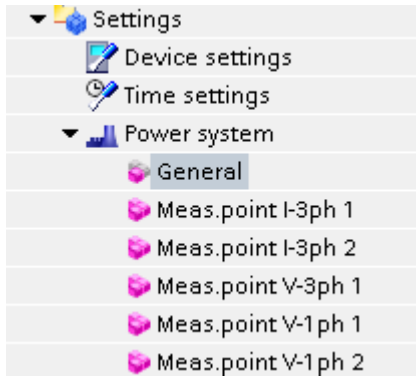 Settings
Device settings
Time settings
Power system
General
Meas.point I-3ph 1
Meas.point I-3ph 2
Meas.point V-3ph 1
Meas.point V-1ph 1
Meas.point V-1ph 2